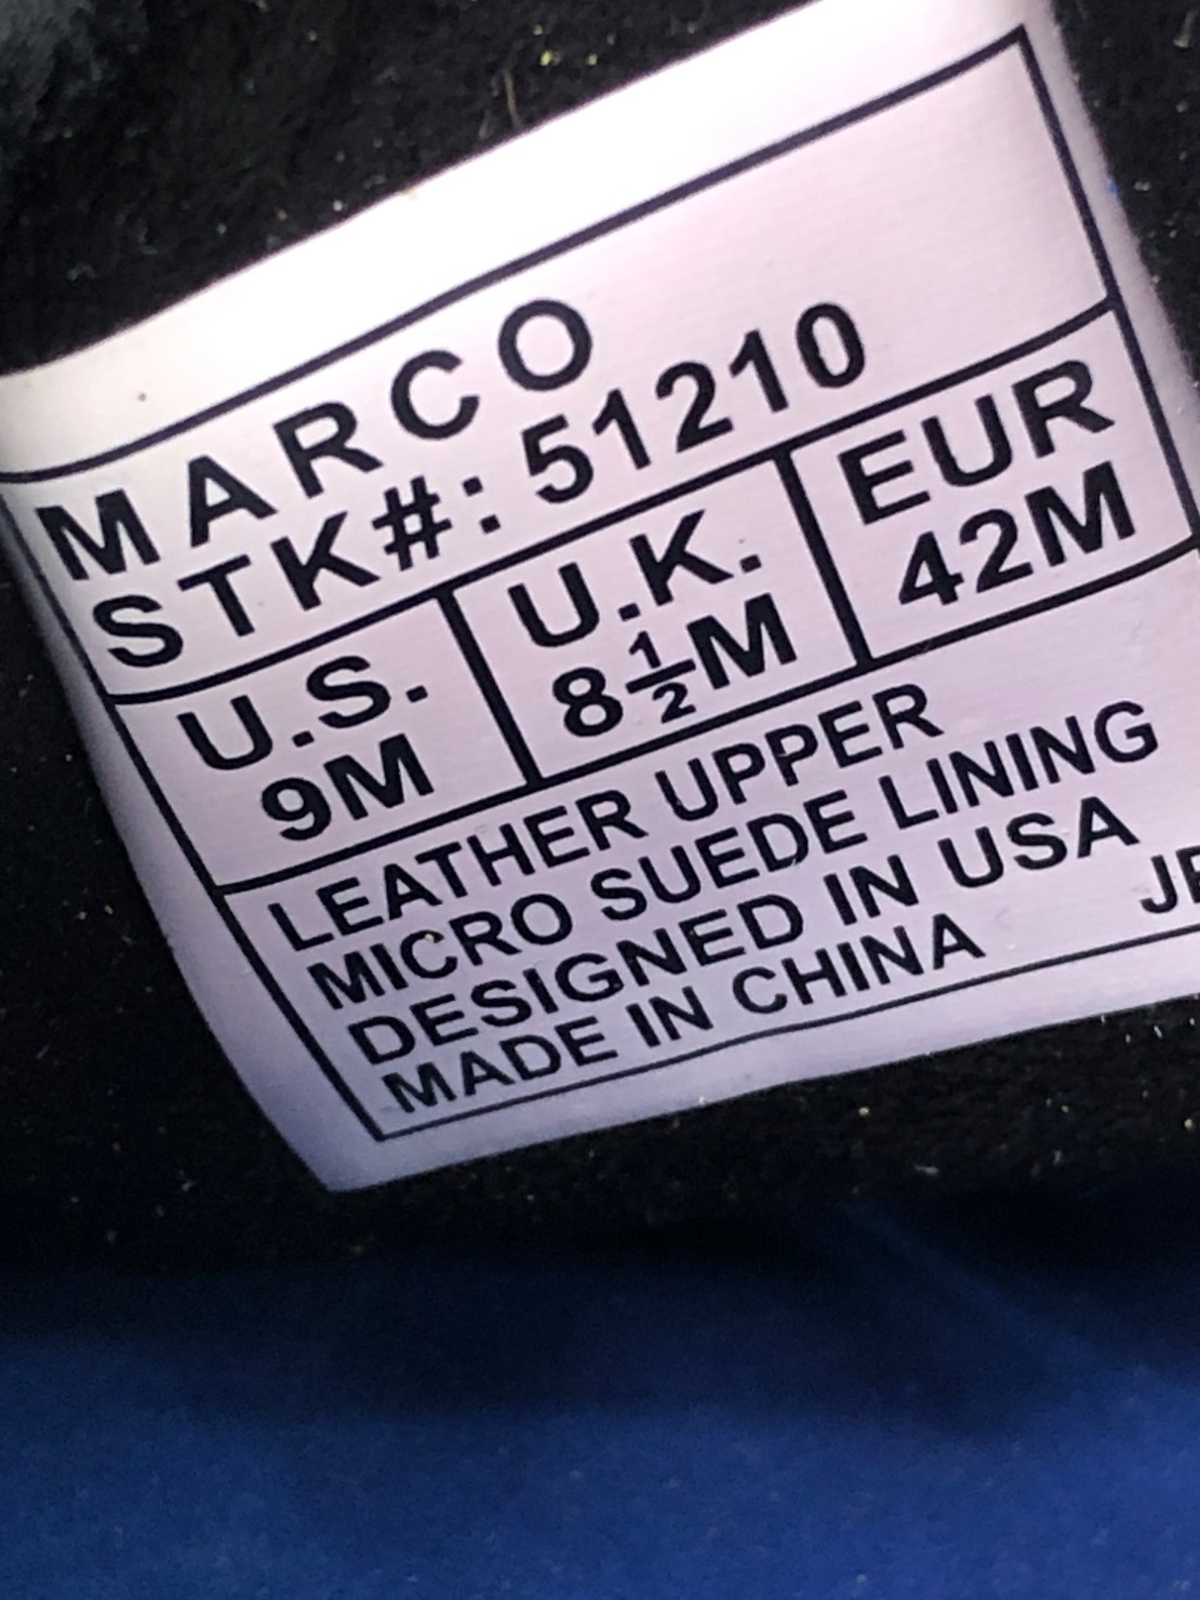 MARCO
STK#: 51210
U.S. U.K. EUR
9M 8½M 42M
LEATHER UPPER
MICRO SUEDE LINING
DESIGNED IN USA
MADE IN CHINA